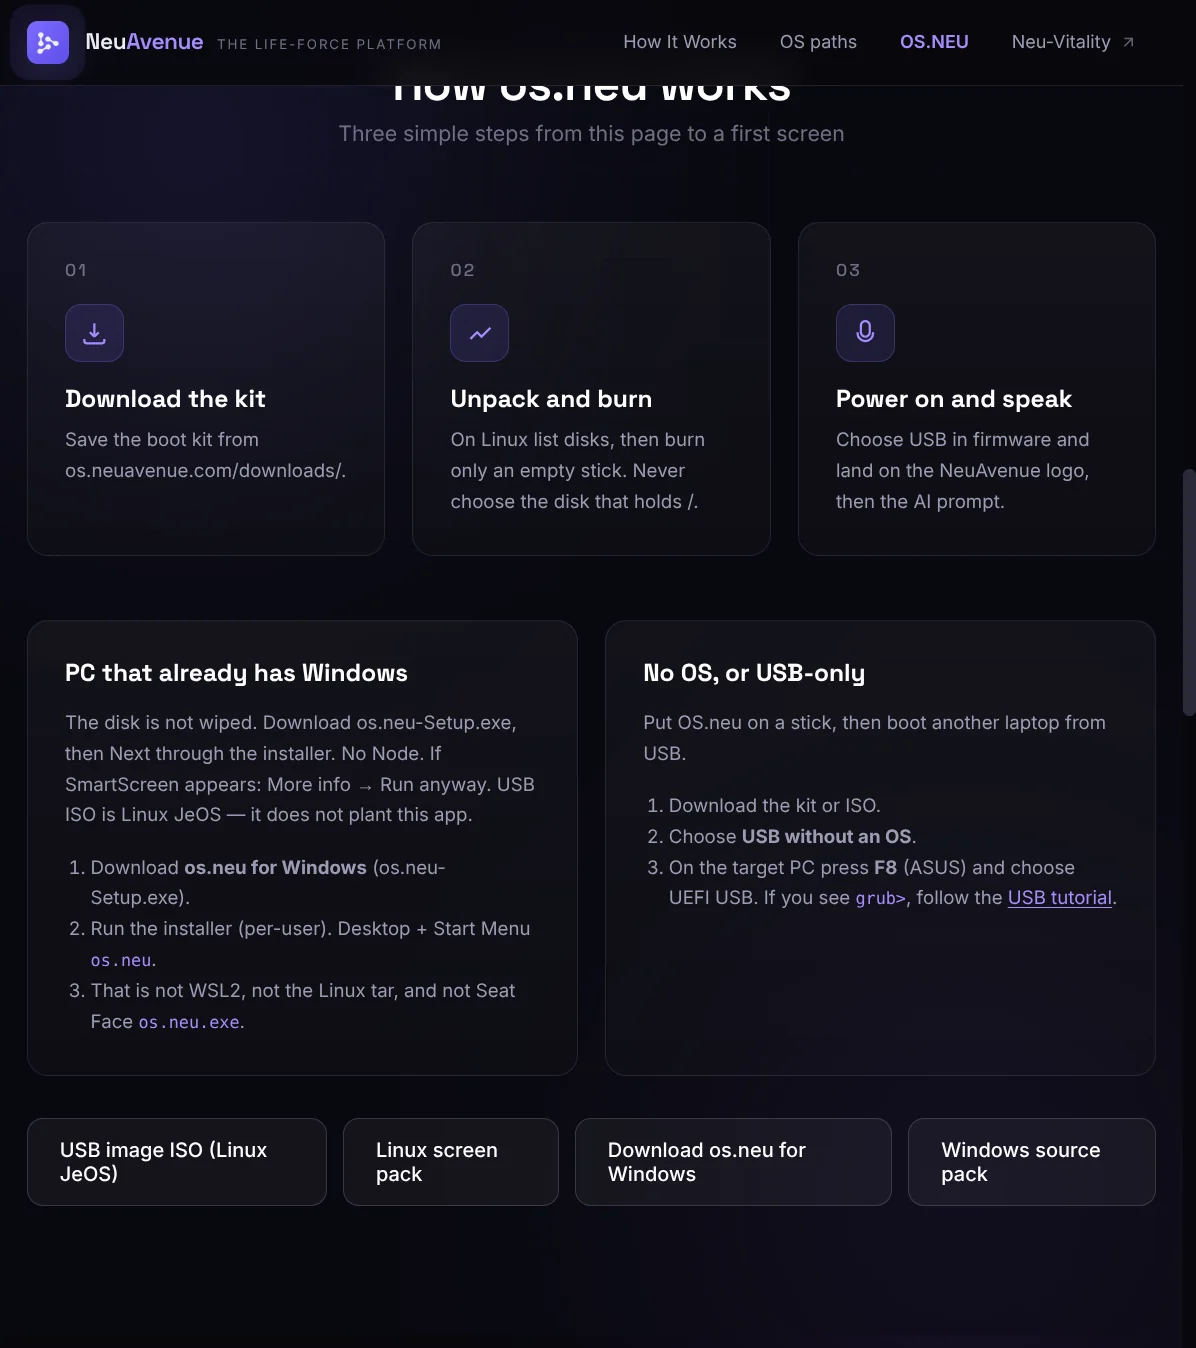 NeuAvenue THE LIFE-FORCE PLATFORM
How It Works
OS paths
OS.NEU
Neu-Vitality ↗
How os.neu works
Three simple steps from this page to a first screen
01
Download the kit
Save the boot kit from
os.neuavenue.com/downloads/.
02
Unpack and burn
On Linux list disks, then burn
only an empty stick. Never
choose the disk that holds /.
03
Power on and speak
Choose USB in firmware and
land on the NeuAvenue logo,
then the AI prompt.
PC that already has Windows
The disk is not wiped. Download os.neu-Setup.exe,
then Next through the installer. No Node. If
SmartScreen appears: More info → Run anyway. USB
ISO is Linux JeOS — it does not plant this app.
1. Download os.neu for Windows (os.neu-
Setup.exe).
2. Run the installer (per-user). Desktop + Start Menu
os.neu.
3. That is not WSL2, not the Linux tar, and not Seat
Face os.neu.exe.
No OS, or USB-only
Put OS.neu on a stick, then boot another laptop from
USB.
1. Download the kit or ISO.
2. Choose USB without an OS.
3. On the target PC press F8 (ASUS) and choose
UEFI USB. If you see grub>, follow the USB tutorial.
USB image ISO (Linux
JeOS)
Linux screen
pack
Download os.neu for
Windows
Windows source
pack